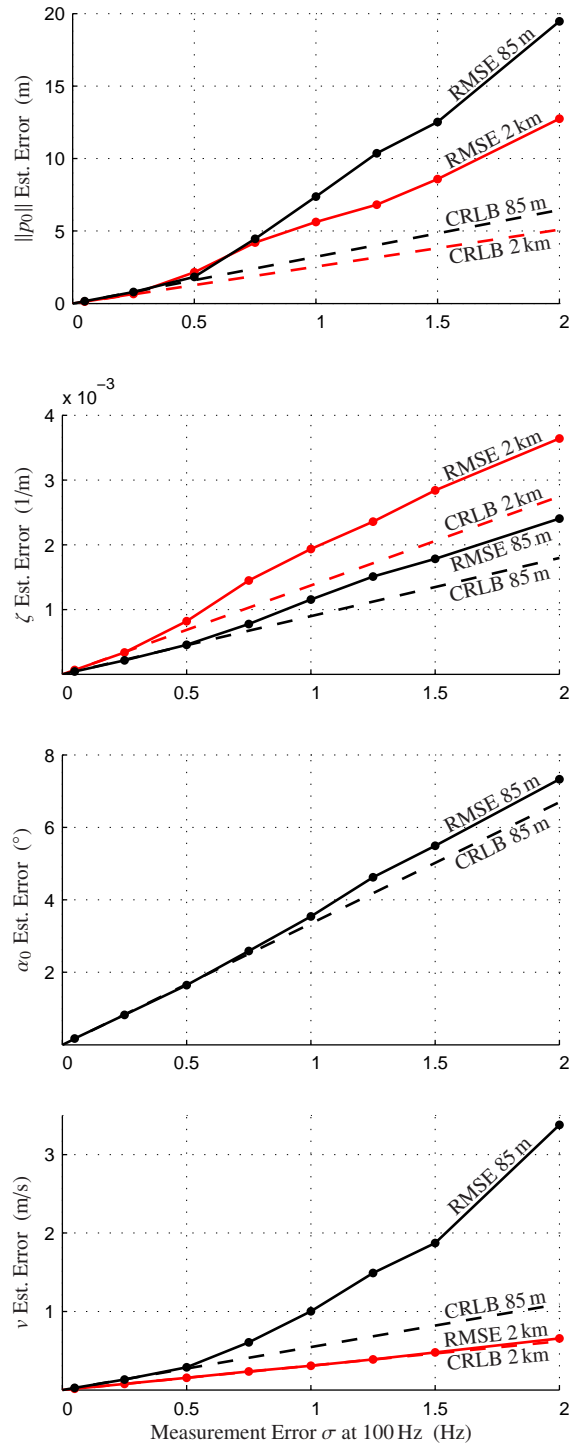 20
15
10
5
0
||p₀|| Est. Error (m)
RMSE 85 m
RMSE 2 km
CRLB 85 m
CRLB 2 km
0.5
1
1.5
2
x 10⁻³
4
3
2
1
ζ Est. Error (1/m)
RMSE 2 km
CRLB 2 km
RMSE 85 m
CRLB 85 m
0
0.5
1
1.5
2
8
6
4
2
α₀ Est. Error (°)
RMSE 85 m
CRLB 85 m
0
0.5
1
1.5
2
3
2
1
v Est. Error (m/s)
RMSE 85 m
CRLB 85 m
RMSE 2 km
CRLB 2 km
0
0.5
1
1.5
2
Measurement Error σ at 100 Hz (Hz)